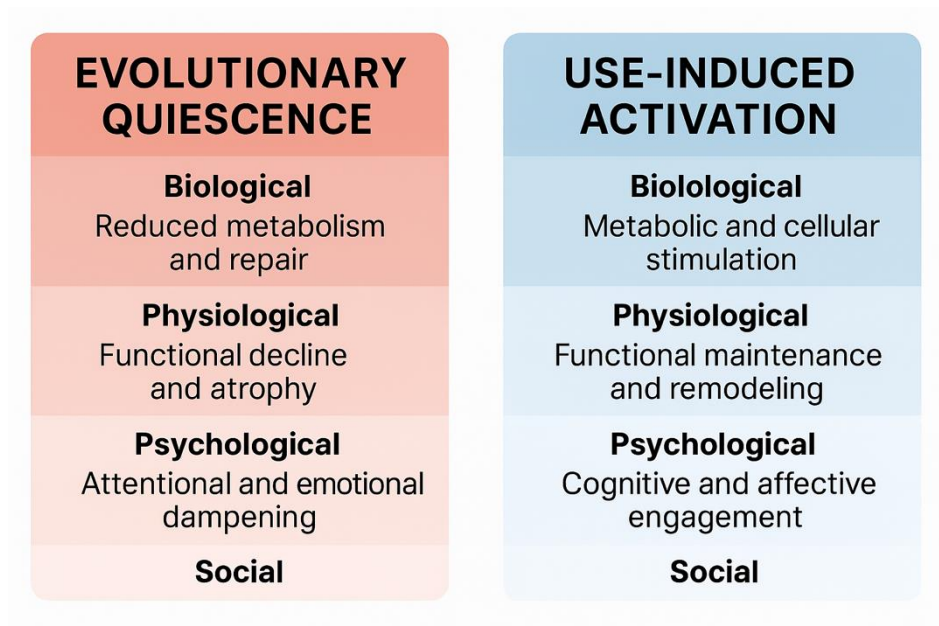 EVOLUTIONARY
QUIESCENCE
Biological
Reduced metabolism
and repair
Physiological
Functional decline
and atrophy
Psychological
Attentional and emotional
dampening
Social
USE-INDUCED
ACTIVATION
Biolological
Metabolic and cellular
stimulation
Physiological
Functional maintenance
and remodeling
Psychological
Cognitive and affective
engagement
Social